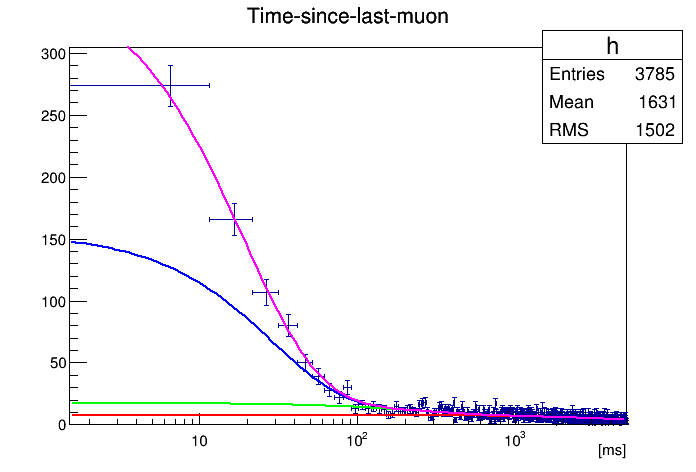 Time-since-last-muon
h
Entries 3785
Mean 1631
RMS 1502
300
250
200
150
100
50
0
10 10² 10³
[ms]